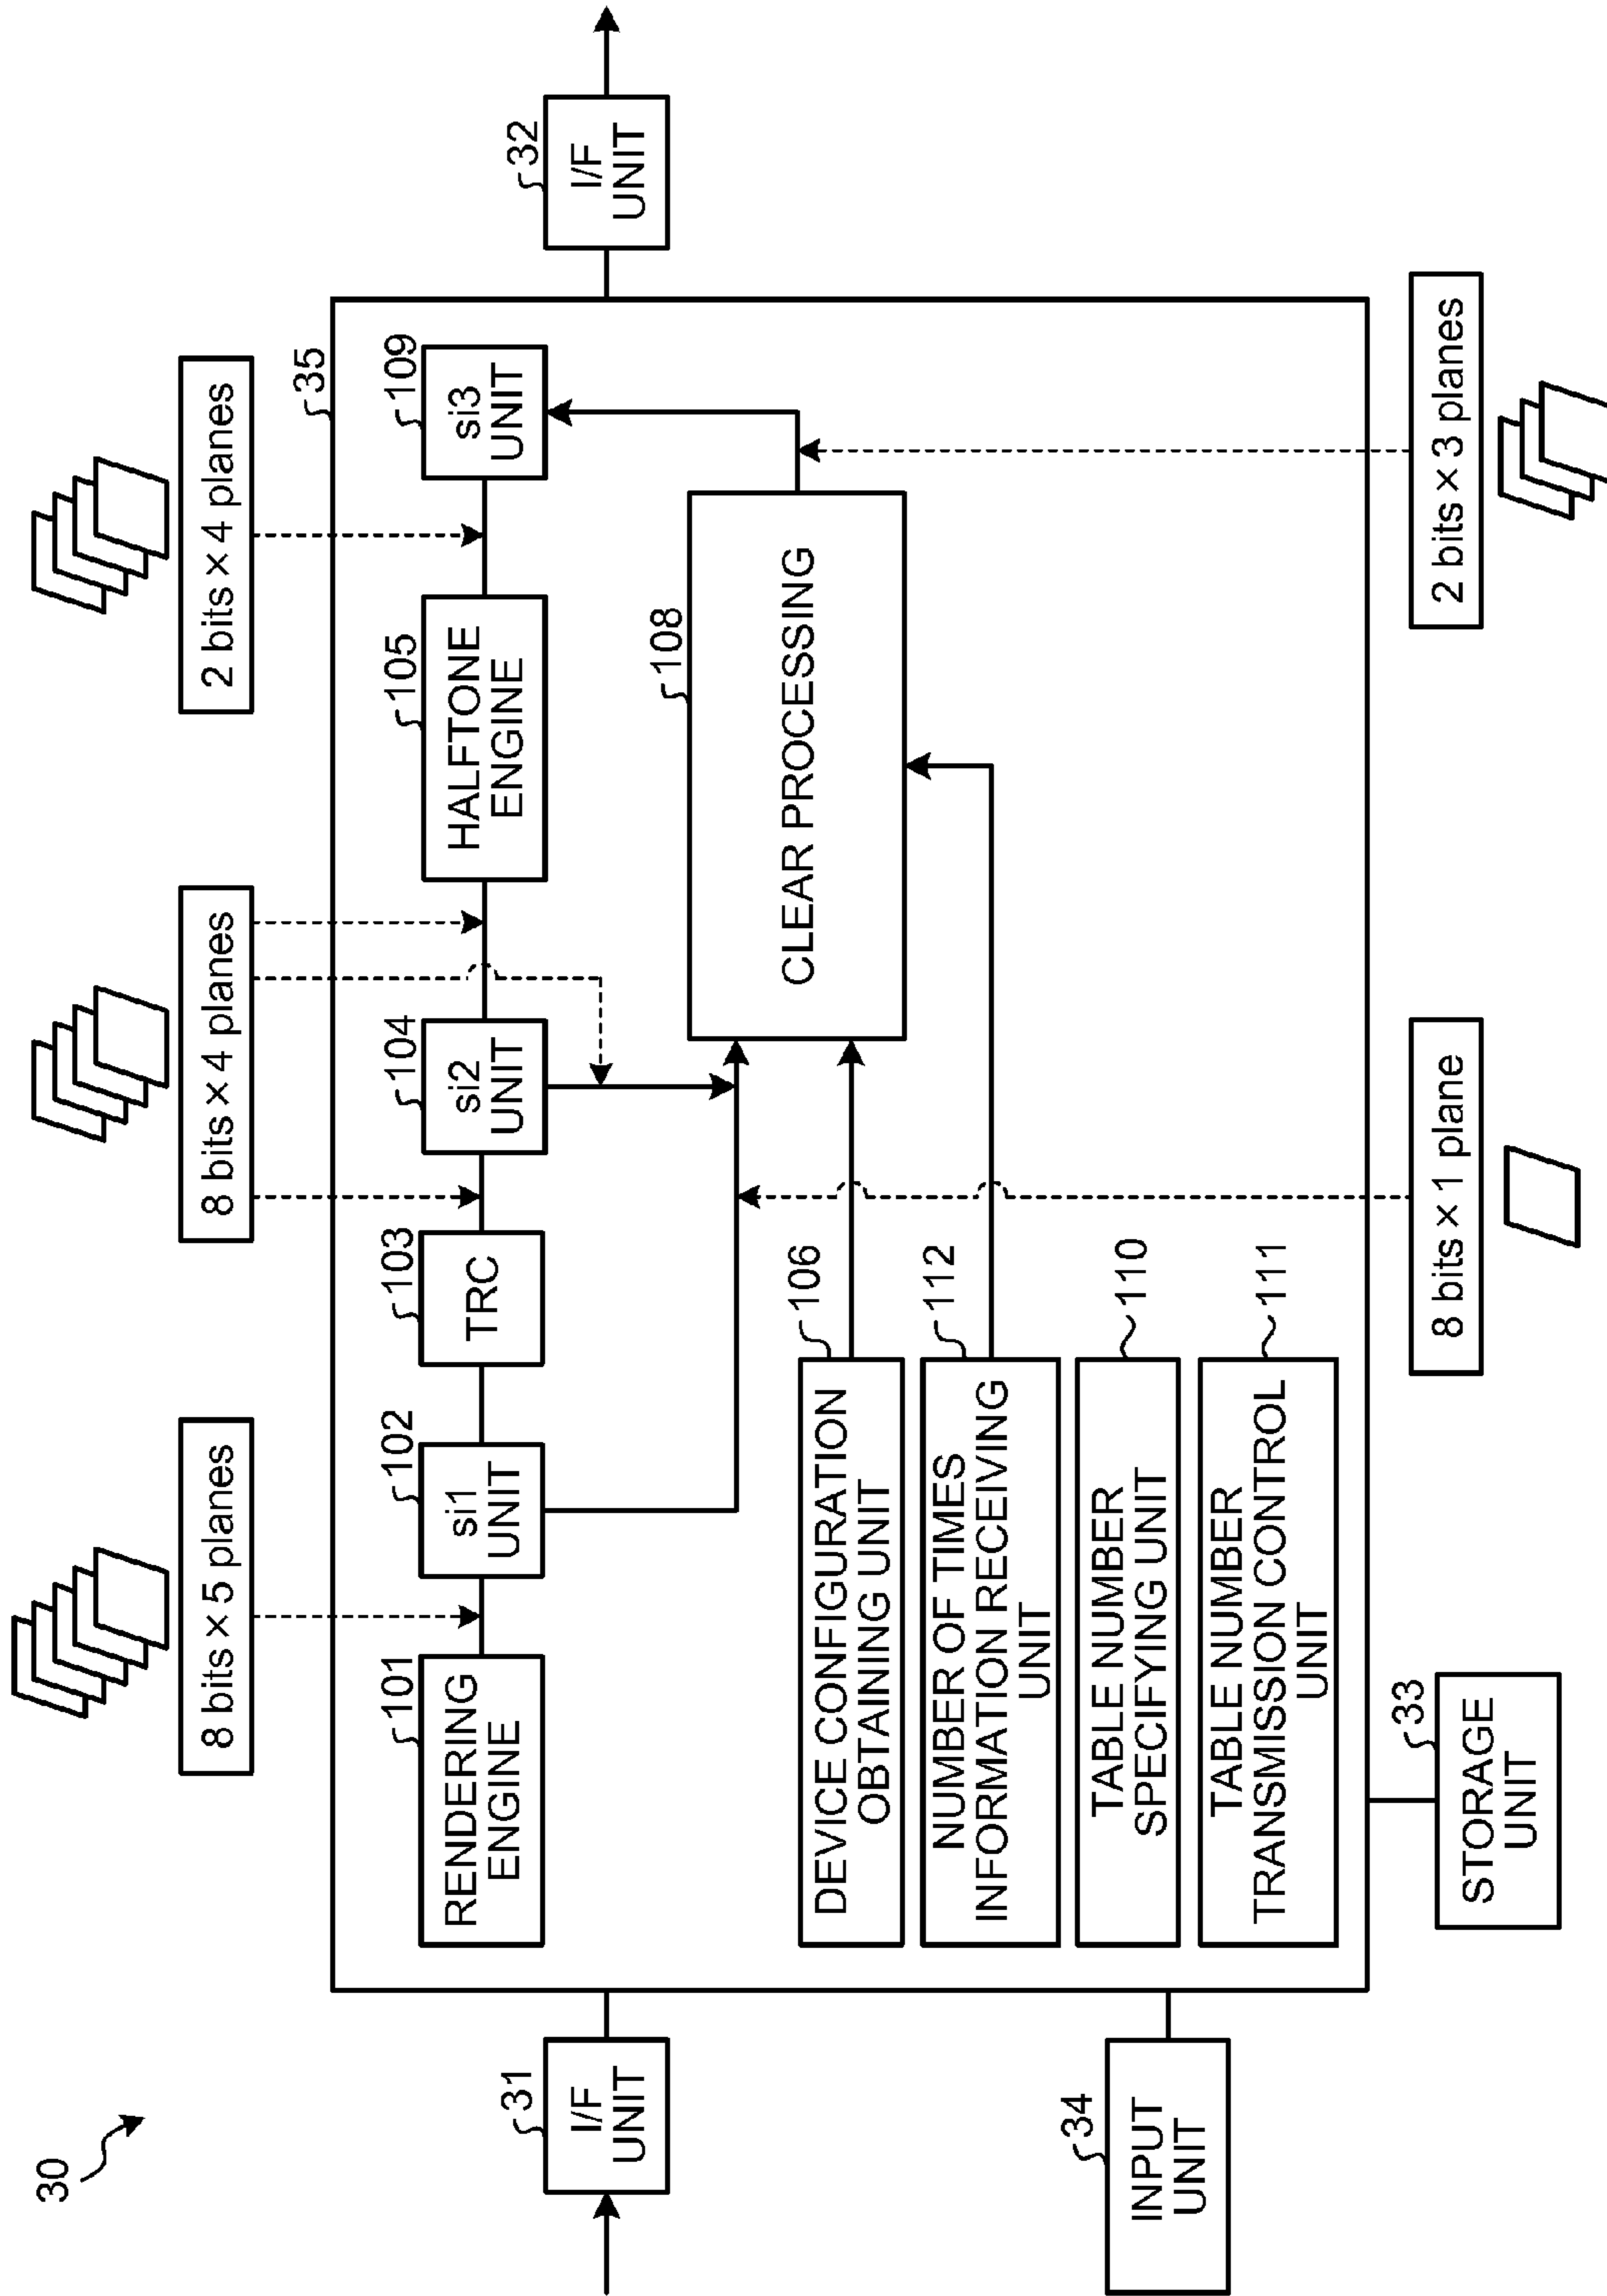 30
8 bits × 5 planes
8 bits × 4 planes
2 bits × 4 planes
35
31
I/F
UNIT
32
I/F
UNIT
101
RENDERING
ENGINE
102
si1
UNIT
103
TRC
104
si2
UNIT
105
HALFTONE
ENGINE
109
si3
UNIT
108
CLEAR PROCESSING
106
DEVICE CONFIGURATION
OBTAINING UNIT
112
NUMBER OF TIMES
INFORMATION RECEIVING
UNIT
110
TABLE NUMBER
SPECIFYING UNIT
111
TABLE NUMBER
TRANSMISSION CONTROL
UNIT
34
INPUT
UNIT
33
STORAGE
UNIT
8 bits × 1 plane
2 bits × 3 planes